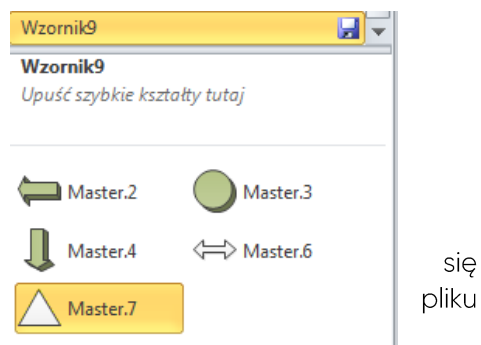 Wzornik9
Wzornik9
Upuść szybkie kształty tutaj
Master.2 Master.3
Master.4 Master.6
Master.7
się
pliku